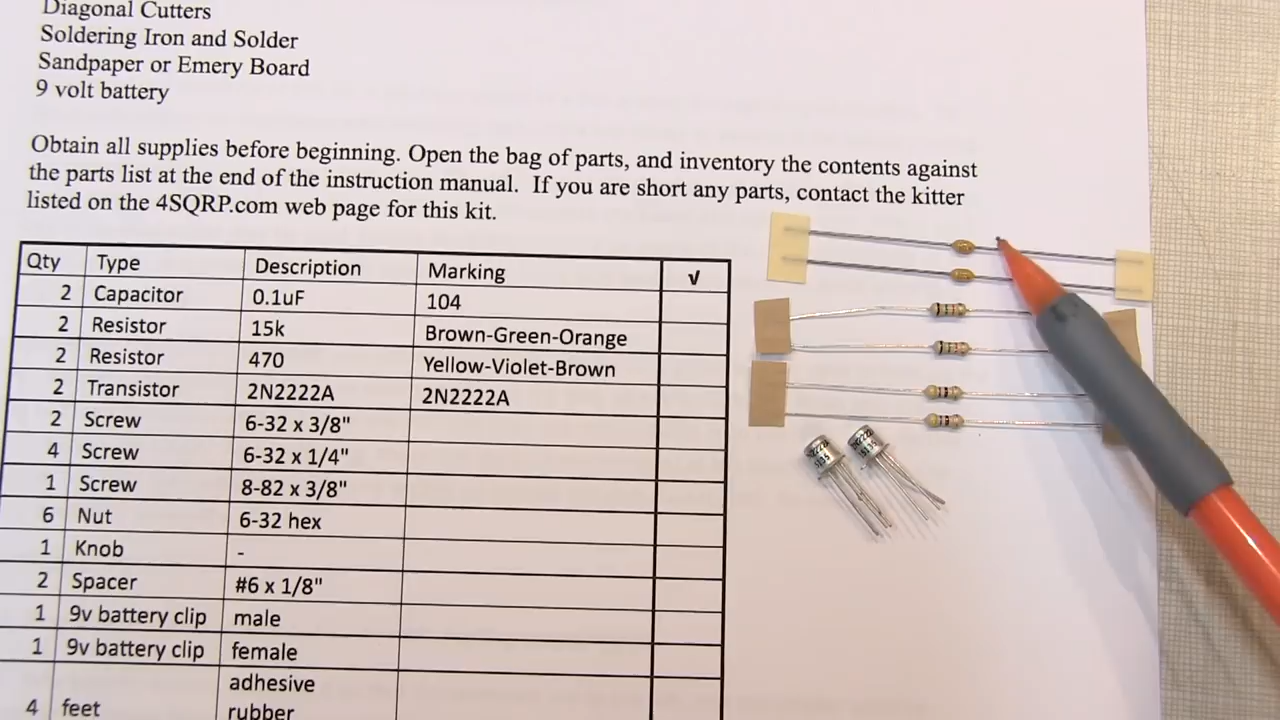 Diagonal Cutters
Soldering Iron and Solder
Sandpaper or Emery Board
9 volt battery
Obtain all supplies before beginning. Open the bag of parts, and inventory the contents against
the parts list at the end of the instruction manual. If you are short any parts, contact the kitter
listed on the 4SQRP.com web page for this kit.
Qty Type Description Marking √
2 Capacitor 0.1uF 104
2 Resistor 15k Brown-Green-Orange
2 Resistor 470 Yellow-Violet-Brown
2 Transistor 2N2222A 2N2222A
2 Screw 6-32 x 3/8"
4 Screw 6-32 x 1/4"
1 Screw 8-82 x 3/8"
6 Nut 6-32 hex
1 Knob -
2 Spacer #6 x 1/8"
1 9v battery clip male
1 9v battery clip female
4 feet adhesive
rubber